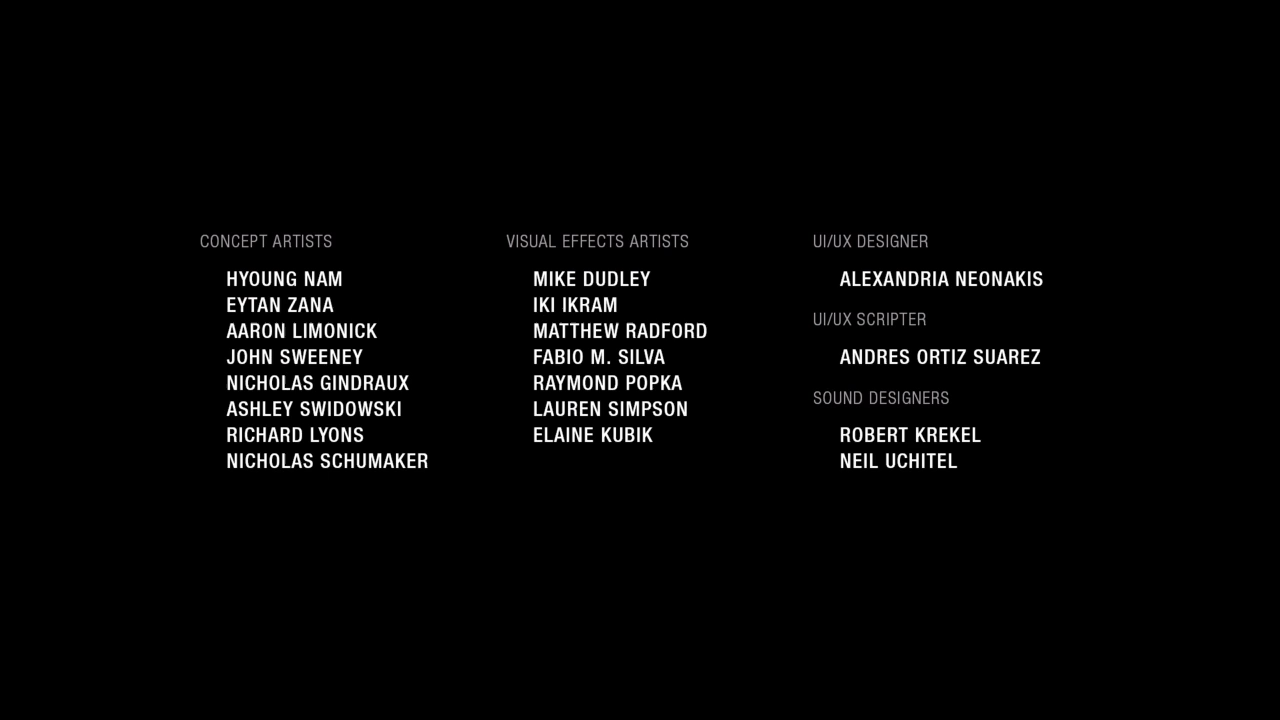 CONCEPT ARTISTS
HYOUNG NAM
EYTAN ZANA
AARON LIMONICK
JOHN SWEENEY
NICHOLAS GINDRAUX
ASHLEY SWIDOWSKI
RICHARD LYONS
NICHOLAS SCHUMAKER
VISUAL EFFECTS ARTISTS
MIKE DUDLEY
IKI IKRAM
MATTHEW RADFORD
FABIO M. SILVA
RAYMOND POPKA
LAUREN SIMPSON
ELAINE KUBIK
UI/UX DESIGNER
ALEXANDRIA NEONAKIS
UI/UX SCRIPTER
ANDRES ORTIZ SUAREZ
SOUND DESIGNERS
ROBERT KREKEL
NEIL UCHITEL